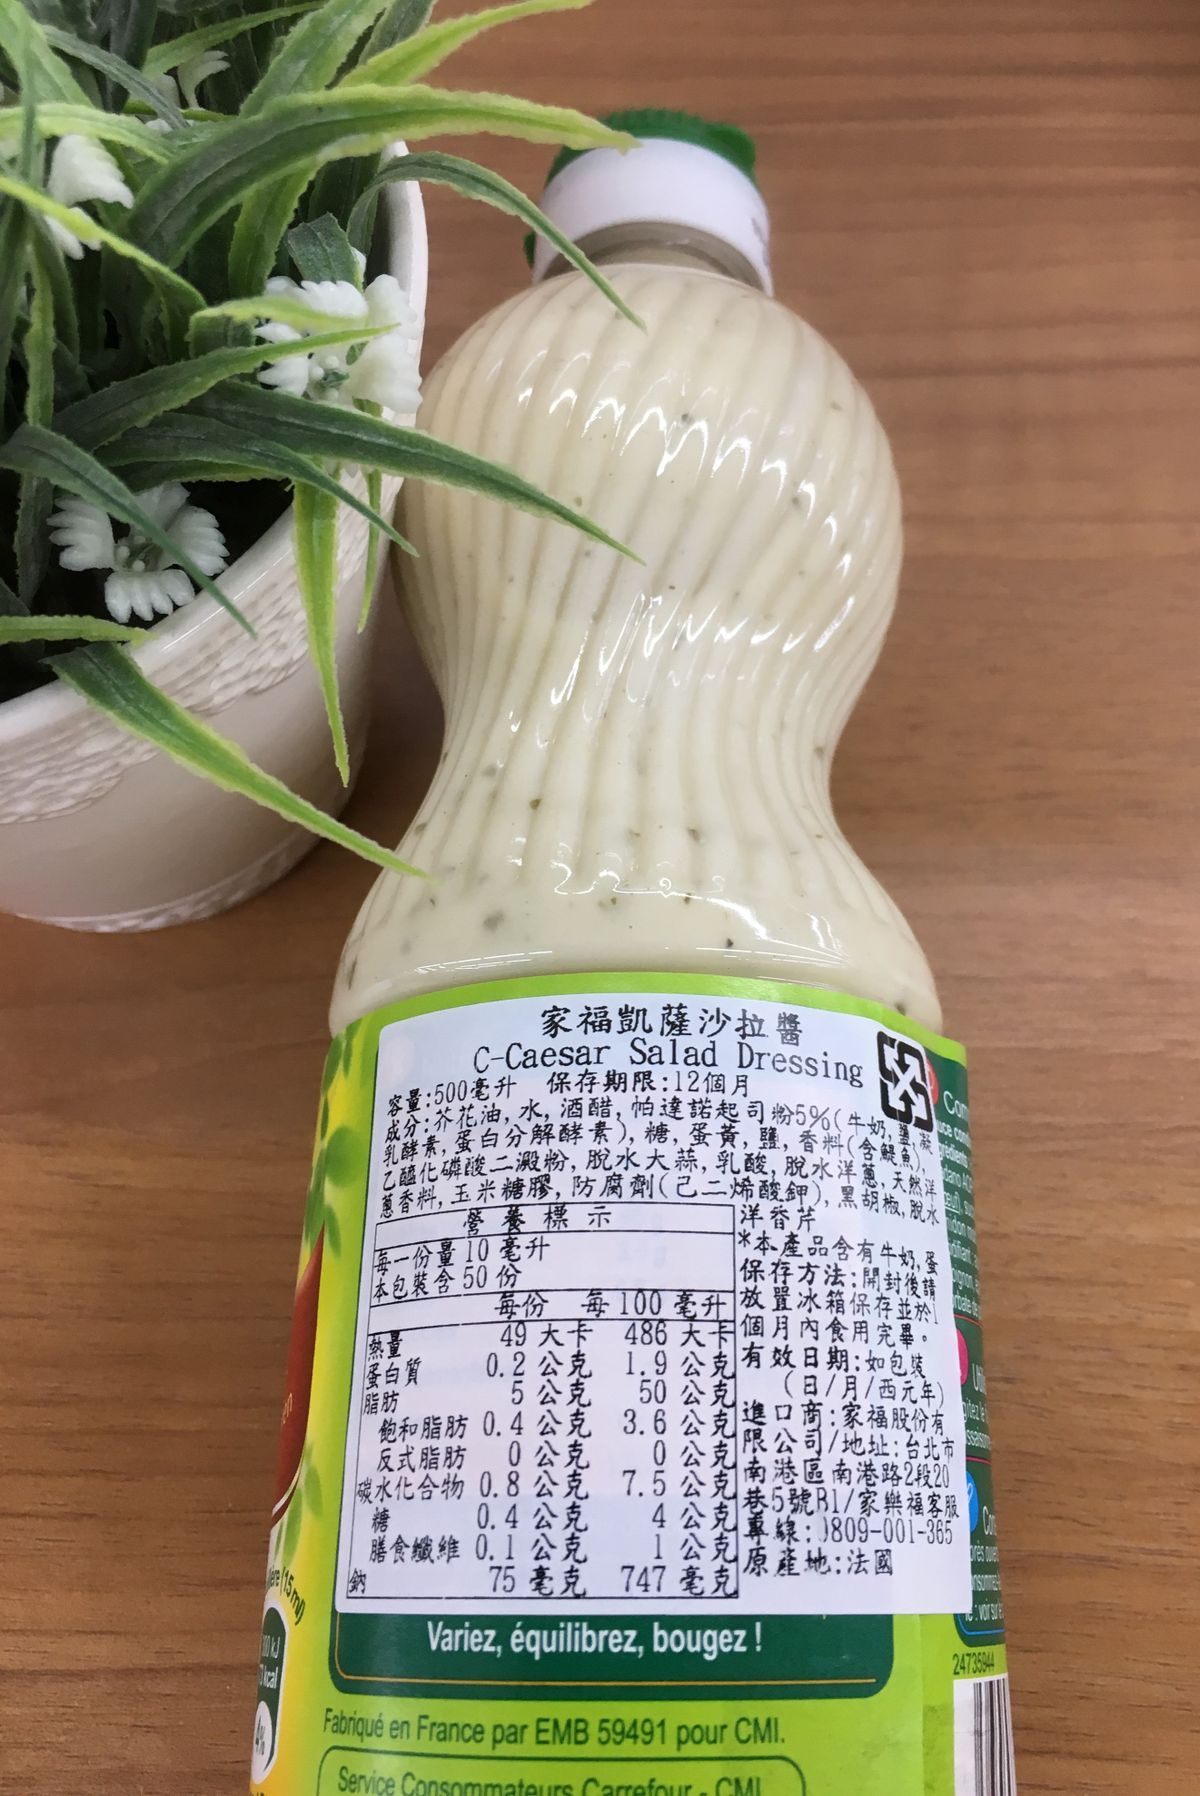 家福凱薩沙拉醬
C-Caesar Salad Dressing
容量:500毫升 保存期限:12個月
成分:芥花油,水,酒醋,帕達諾起司粉5%(牛奶,鹽,凝
乳酵素,蛋白分解酵素),糖,蛋黃,鹽,香料(含鯷魚),
乙醯化磷酸二澱粉,脫水大蒜,乳酸,脫水洋蔥,天然洋
蔥香料,玉米糖膠,防腐劑(己二烯酸鉀),黑胡椒,脫水
洋香芹
營養標示
每一份量 10 毫升
本包裝含 50 份
每份 每 100 毫升
熱量 49 大卡 486 大卡
蛋白質 0.2 公克 1.9 公克
脂肪 5 公克 50 公克
飽和脂肪 0.4 公克 3.6 公克
反式脂肪 0 公克 0 公克
碳水化合物 0.8 公克 7.5 公克
糖 0.4 公克 4 公克
膳食纖維 0.1 公克 1 公克
鈉 75 毫克 747 毫克
*本產品含有牛奶,蛋
保存方法:開封後請
放置冰箱保存並於1
個月內食用完畢。
有效日期:如包裝
(日/月/西元年)
進口商:家福股份有
限公司/地址:台北市
南港區南港路2段20
巷5號B1/家樂福客服
專線:0809-001-365
原產地:法國
Variez, équilibrez, bougez !
Fabriqué en France par EMB 59491 pour CMI.
Service Consommateurs Carrefour - CMI
(15ml)
kcal
24735944